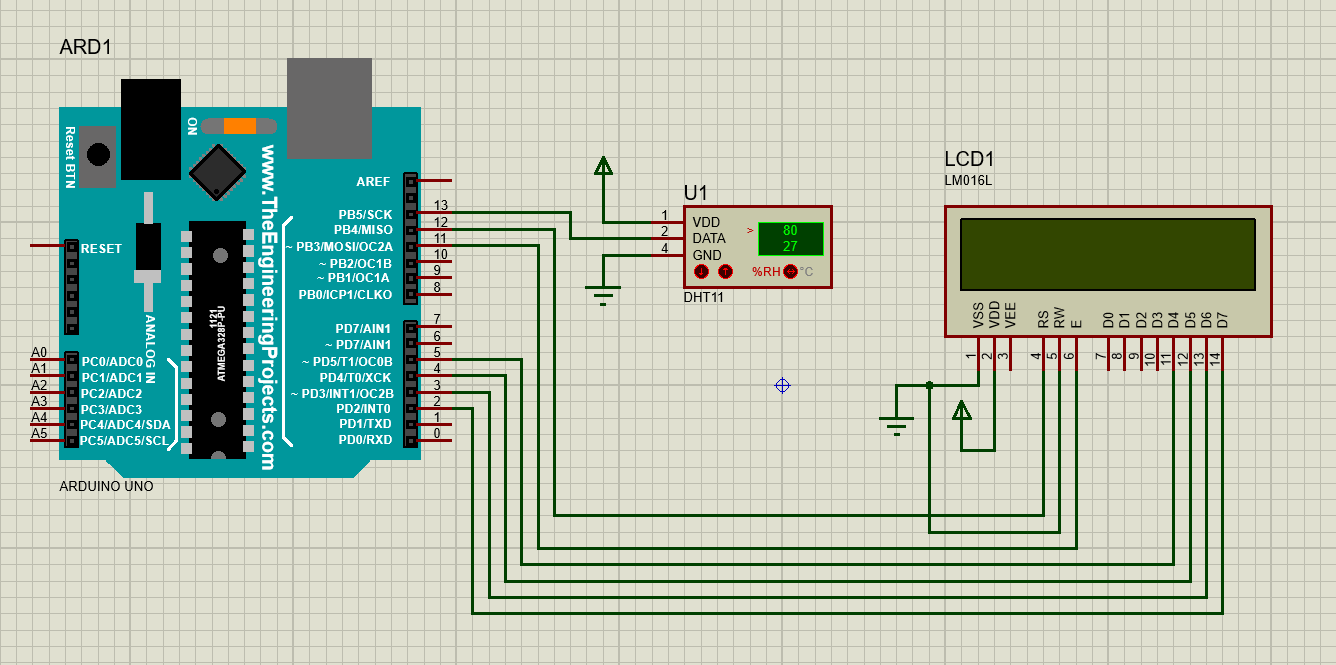 ARD1
ON
Reset BTN
www.TheEngineeringProjects.com
RESET
ANALOG IN
1121
ATMEGA328P-PU
AREF
PB5/SCK 13
PB4/MISO 12
~ PB3/MOSI/OC2A 11
~ PB2/OC1B 10
~ PB1/OC1A 9
PB0/ICP1/CLKO 8
PD7/AIN1 7
~ PD7/AIN1 6
~ PD5/T1/OC0B 5
PD4/T0/XCK 4
~ PD3/INT1/OC2B 3
PD2/INT0 2
PD1/TXD 1
PD0/RXD 0
A0 PC0/ADC0
A1 PC1/ADC1
A2 PC2/ADC2
A3 PC3/ADC3
A4 PC4/ADC4/SDA
A5 PC5/ADC5/SCL
ARDUINO UNO
U1
1 VDD
2 DATA
4 GND
> 80
27
%RH °C
DHT11
LCD1
LM016L
VSS VDD VEE RS RW E D0 D1 D2 D3 D4 D5 D6 D7
1 2 3 4 5 6 7 8 9 10 11 12 13 14